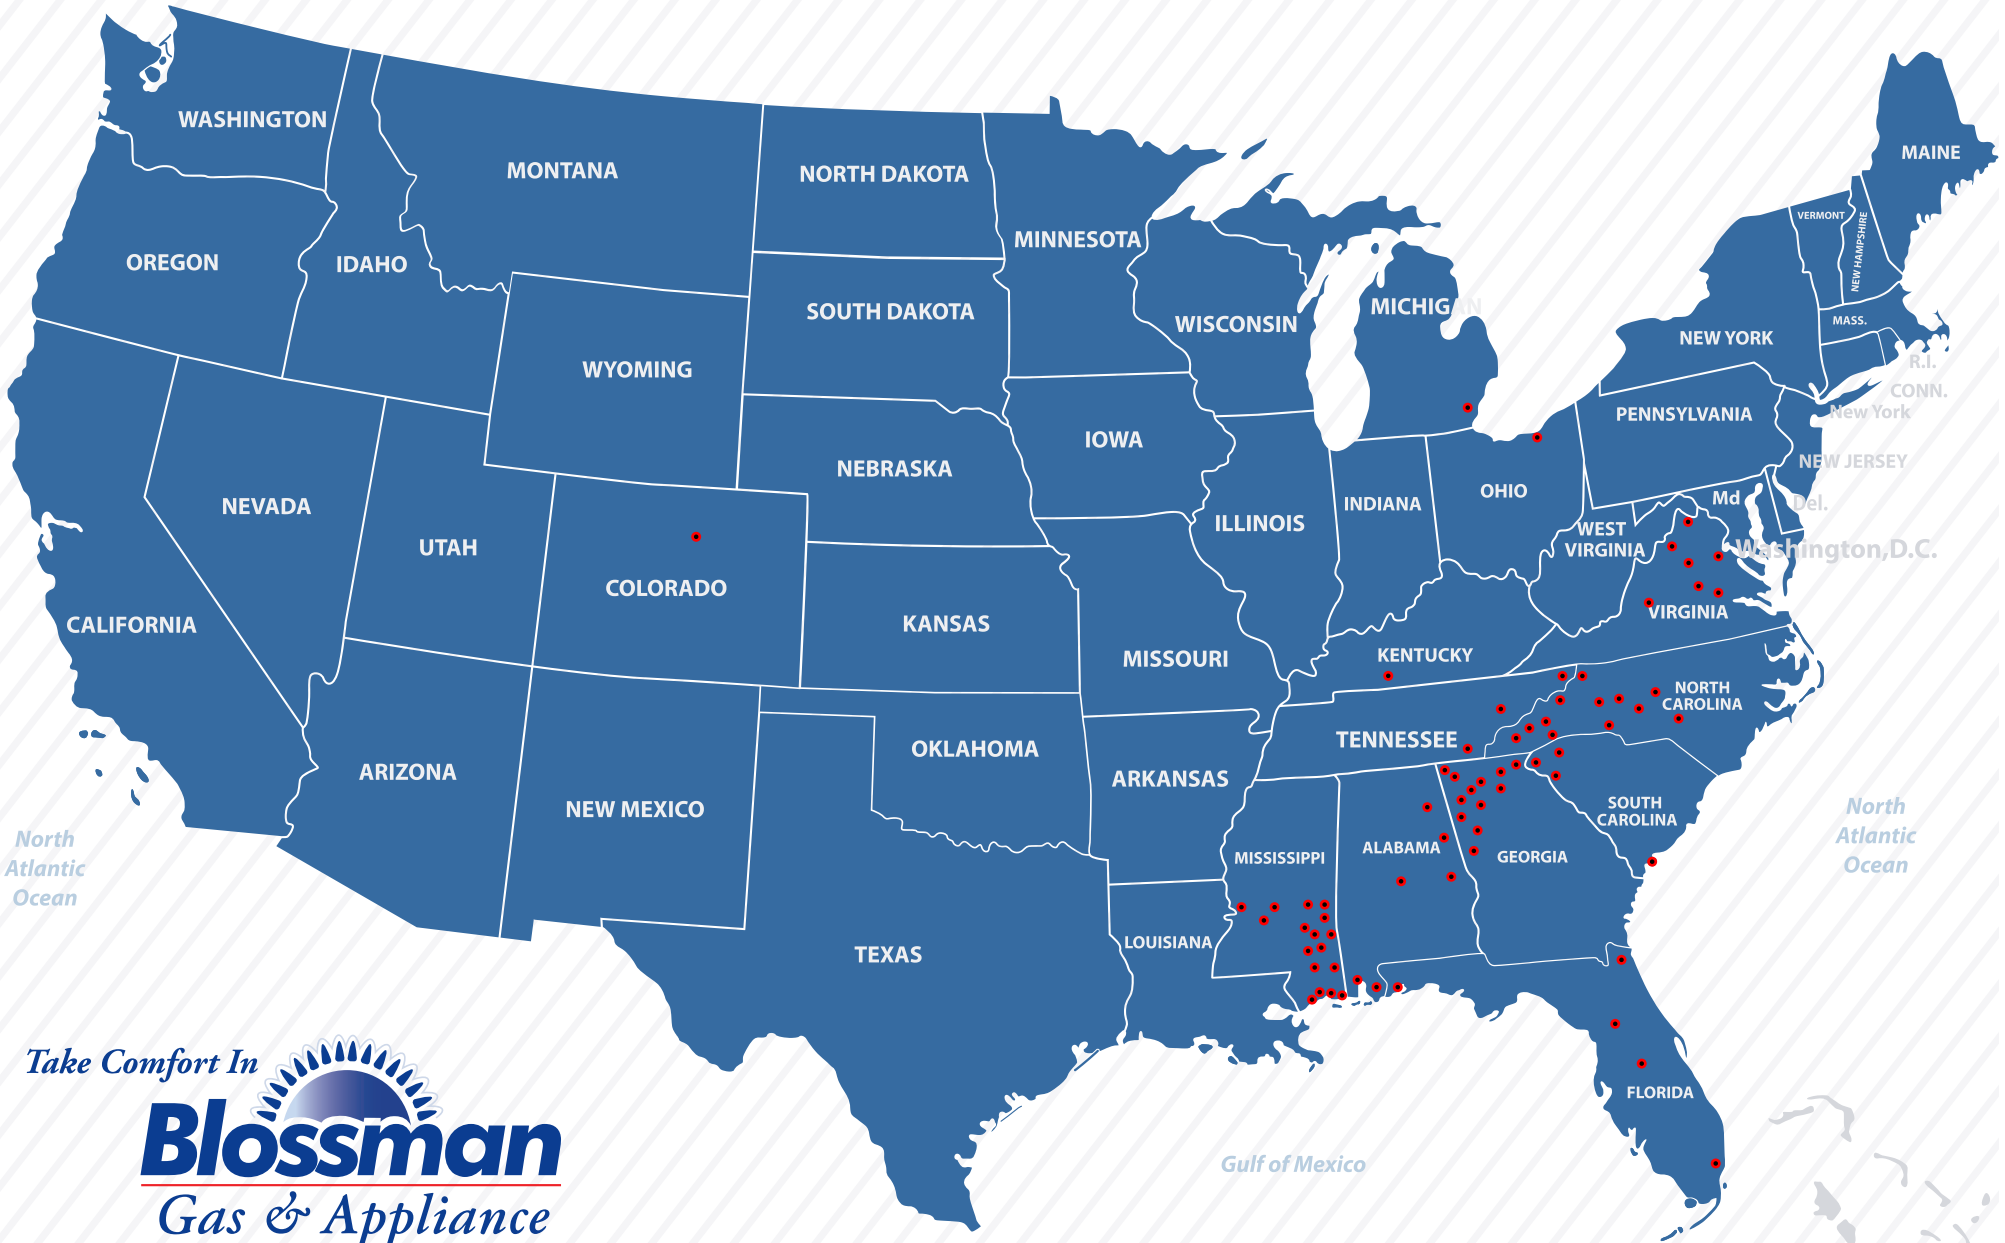 WASHINGTON
MONTANA
NORTH DAKOTA
MINNESOTA
MAINE
VERMONT
NEW HAMPSHIRE
OREGON
IDAHO
WYOMING
SOUTH DAKOTA
WISCONSIN
MICHIGAN
NEW YORK
MASS.
R.I.
CONN.
New York
PENNSYLVANIA
NEW JERSEY
NEVADA
UTAH
COLORADO
NEBRASKA
IOWA
ILLINOIS
INDIANA
OHIO
WEST
VIRGINIA
Md
Del.
Washington,D.C.
VIRGINIA
CALIFORNIA
KANSAS
MISSOURI
KENTUCKY
NORTH
CAROLINA
ARIZONA
NEW MEXICO
OKLAHOMA
ARKANSAS
TENNESSEE
SOUTH
CAROLINA
North
Atlantic
Ocean
North
Atlantic
Ocean
TEXAS
LOUISIANA
MISSISSIPPI
ALABAMA
GEORGIA
FLORIDA
Gulf of Mexico
Take Comfort In
Blossman
Gas & Appliance